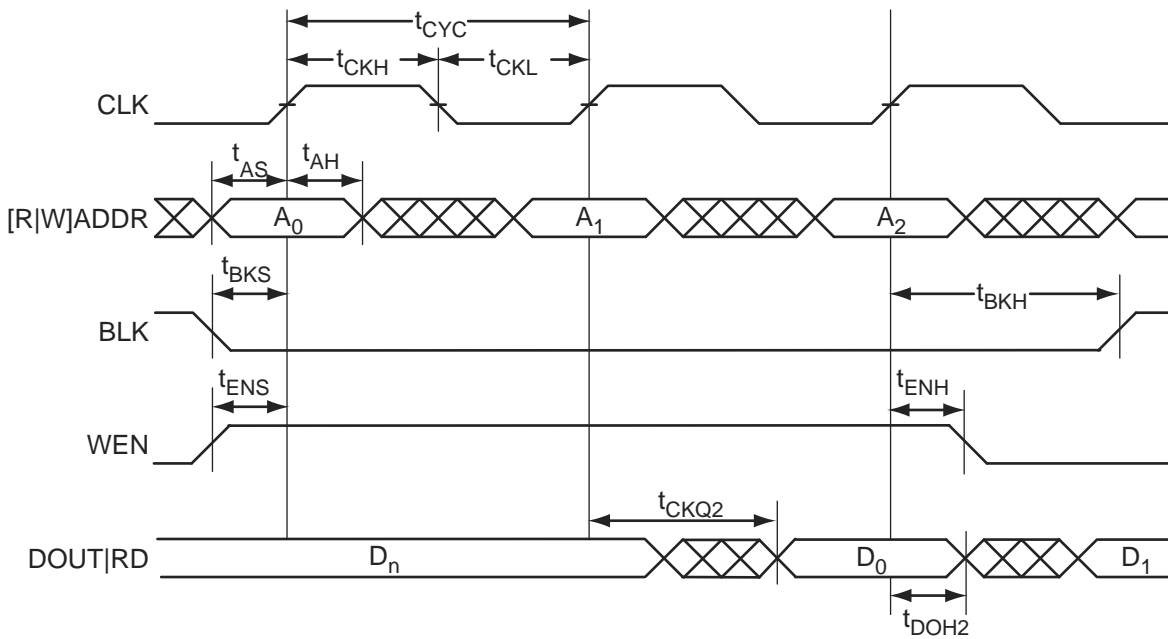 tCYC
tCKH tCKL
CLK
tAS tAH
[R|W]ADDR A0 A1 A2
tBKS tBKH
BLK
tENS tENH
WEN
tCKQ2
DOUT|RD Dn D0 D1
tDOH2